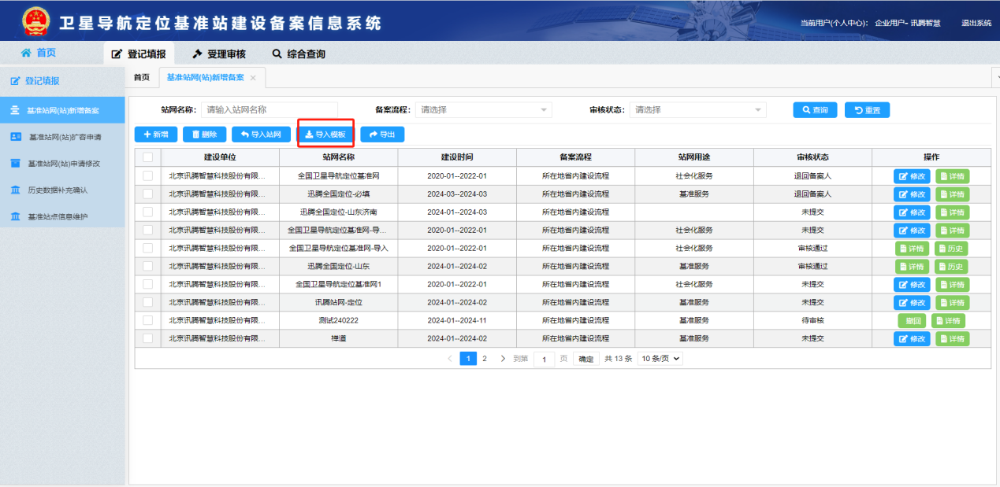 卫星导航定位基准站建设备案信息系统
当前用户(个人中心): 企业用户- 讯腾智慧 退出系统
首页 登记填报 受理审核 综合查询
登记填报
基准站网(站)新增备案
基准站网(站)扩容申请
基准站网(站)申请修改
历史数据补充确认
基准站点信息维护
首页 基准站网(站)新增备案 ×
站网名称: 请输入站网名称 备案流程: 请选择 审核状态: 请选择 查询 重置
新增 删除 导入站网 导入模板 导出
建设单位 站网名称 建设时间 备案流程 站网用途 审核状态 操作
北京讯腾智慧科技股份有限... 全国卫星导航定位基准网 2020-01--2022-01 所在地省内建设流程 社会化服务 退回备案人 修改 详情
北京讯腾智慧科技股份有限... 迅腾全国定位-必填 2024-03--2024-03 所在地省内建设流程 基准服务 退回备案人 修改 详情
北京讯腾智慧科技股份有限... 迅腾全国定位-山东济南 2024-01--2024-03 所在地省内建设流程 未提交 修改 详情
北京讯腾智慧科技股份有限... 全国卫星导航定位基准网-导... 2020-01--2022-01 所在地省内建设流程 社会化服务 未提交 修改 详情
北京讯腾智慧科技股份有限... 全国卫星导航定位基准网-导入 2020-01--2022-01 所在地省内建设流程 社会化服务 审核通过 详情 历史
北京讯腾智慧科技股份有限... 迅腾全国定位-山东 2024-01--2024-02 所在地省内建设流程 基准服务 审核通过 详情 历史
北京讯腾智慧科技股份有限... 全国卫星导航定位基准网1 2020-01--2022-01 所在地省内建设流程 社会化服务 未提交 修改 详情
北京讯腾智慧科技股份有限... 讯腾站网-定位 2024-01--2024-02 所在地省内建设流程 基准服务 未提交 修改 详情
北京讯腾智慧科技股份有限... 测试240222 2024-01--2024-11 所在地省内建设流程 基准服务 待审核 撤回 详情
北京讯腾智慧科技股份有限... 禅道 2024-01--2024-02 所在地省内建设流程 基准服务 未提交 修改 详情
1 2 到第 1 页 确定 共 13 条 10 条/页